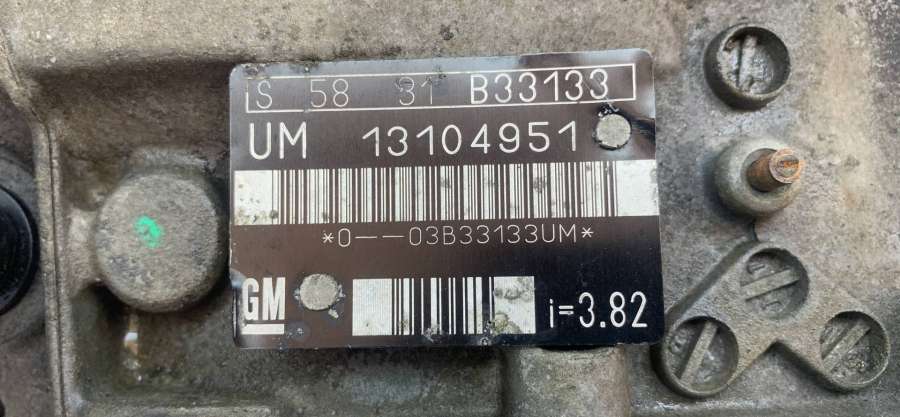 S 58 31 B33133
UM 13104951
*0——03B33133UM*
GM i=3.82